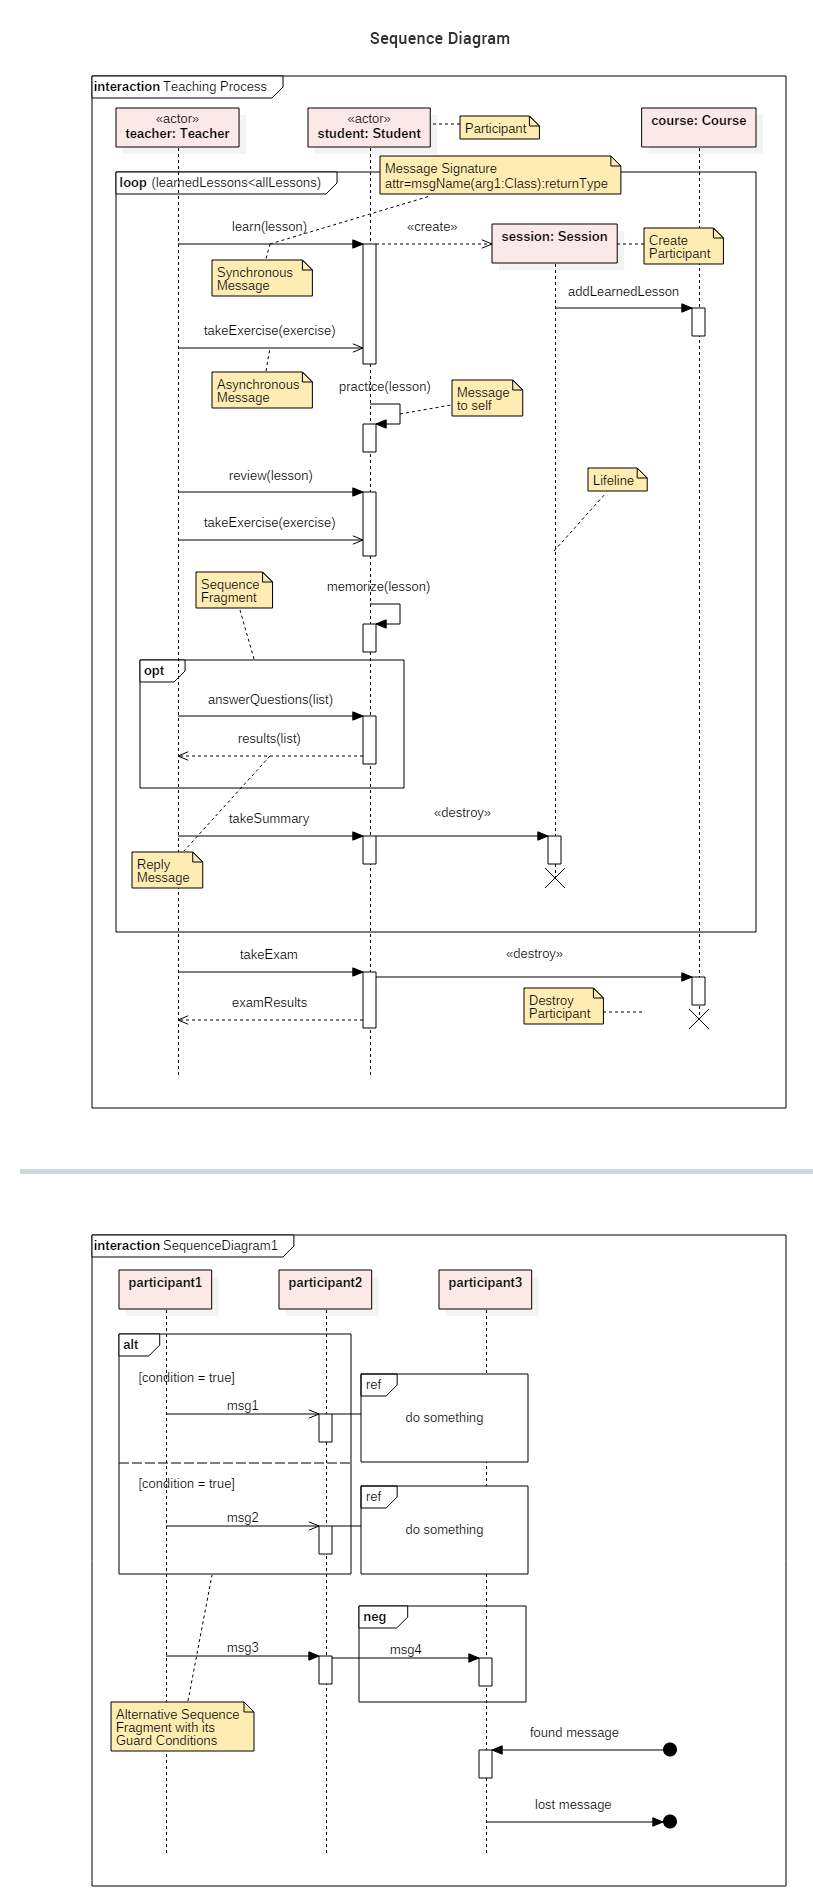 Sequence Diagram
interaction Teaching Process
«actor»
teacher: Teacher
«actor»
student: Student
Participant
course: Course
Message Signature
attr=msgName(arg1:Class):returnType
loop (learnedLessons<allLessons)
learn(lesson)
«create»
session: Session
Create
Participant
Synchronous
Message
addLearnedLesson
takeExercise(exercise)
Asynchronous
Message
practice(lesson)
Message
to self
review(lesson)
Lifeline
takeExercise(exercise)
Sequence
Fragment
memorize(lesson)
opt
answerQuestions(list)
results(list)
takeSummary
«destroy»
Reply
Message
takeExam
«destroy»
examResults
Destroy
Participant
interaction SequenceDiagram1
participant1
participant2
participant3
alt
[condition = true]
ref
msg1
do something
[condition = true]
ref
msg2
do something
neg
msg3
msg4
Alternative Sequence
Fragment with its
Guard Conditions
found message
lost message